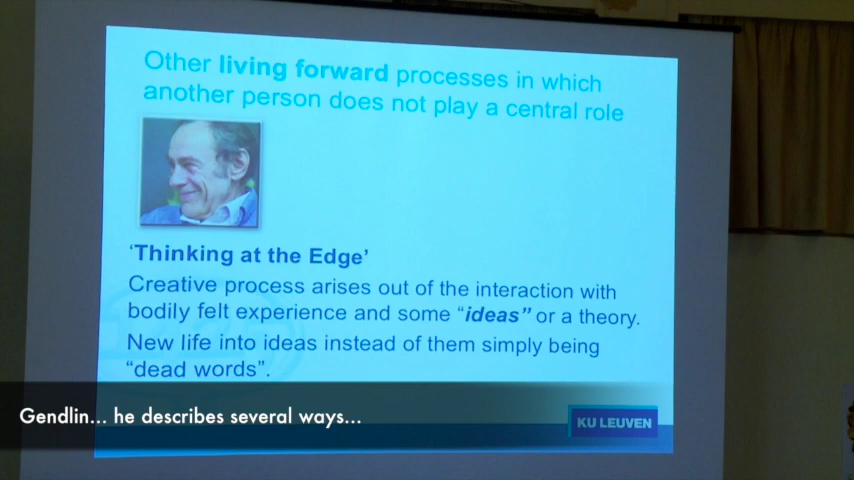 Other living forward processes in which
another person does not play a central role
‘Thinking at the Edge’
Creative process arises out of the interaction with
bodily felt experience and some “ideas” or a theory.
New life into ideas instead of them simply being
“dead words”.
Gendlin... he describes several ways...
KU LEUVEN